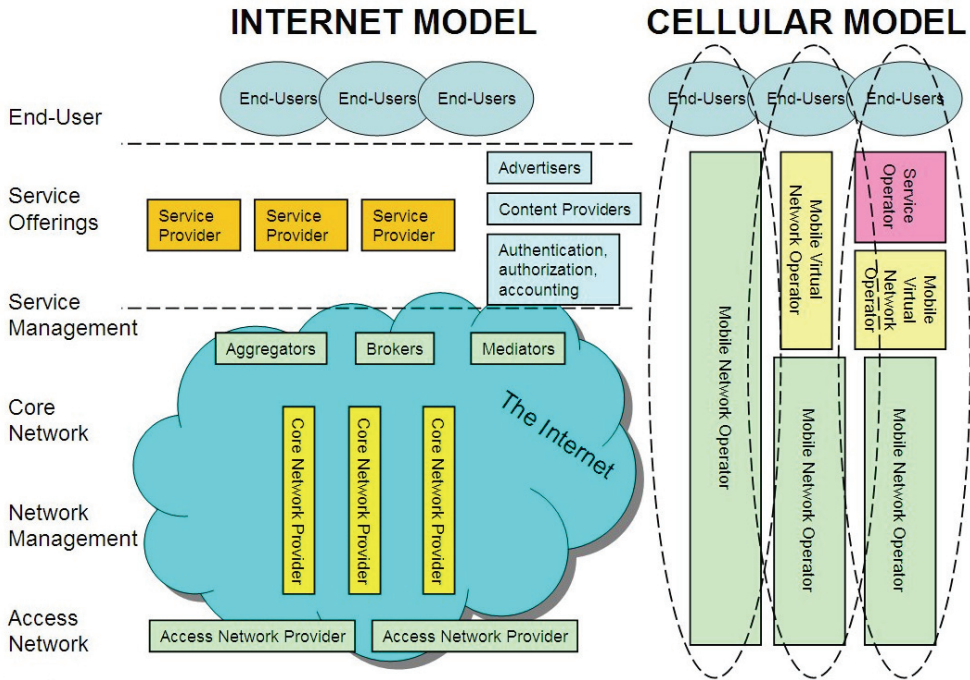 INTERNET MODEL
CELLULAR MODEL
End-User
End-Users
End-Users
End-Users
End-Users
End-Users
End-Users
Service
Offerings
Service
Provider
Service
Provider
Service
Provider
Advertisers
Content Providers
Authentication,
authorization,
accounting
Service
Management
Aggregators
Brokers
Mediators
Core
Network
The Internet
Core Network Provider
Core Network Provider
Core Network Provider
Network
Management
Access
Network
Access Network Provider
Access Network Provider
Mobile Network Operator
Mobile Virtual
Network Operator
Mobile Network Operator
Service
Operator
Mobile
Virtual
Network
Operator
Mobile Network Operator